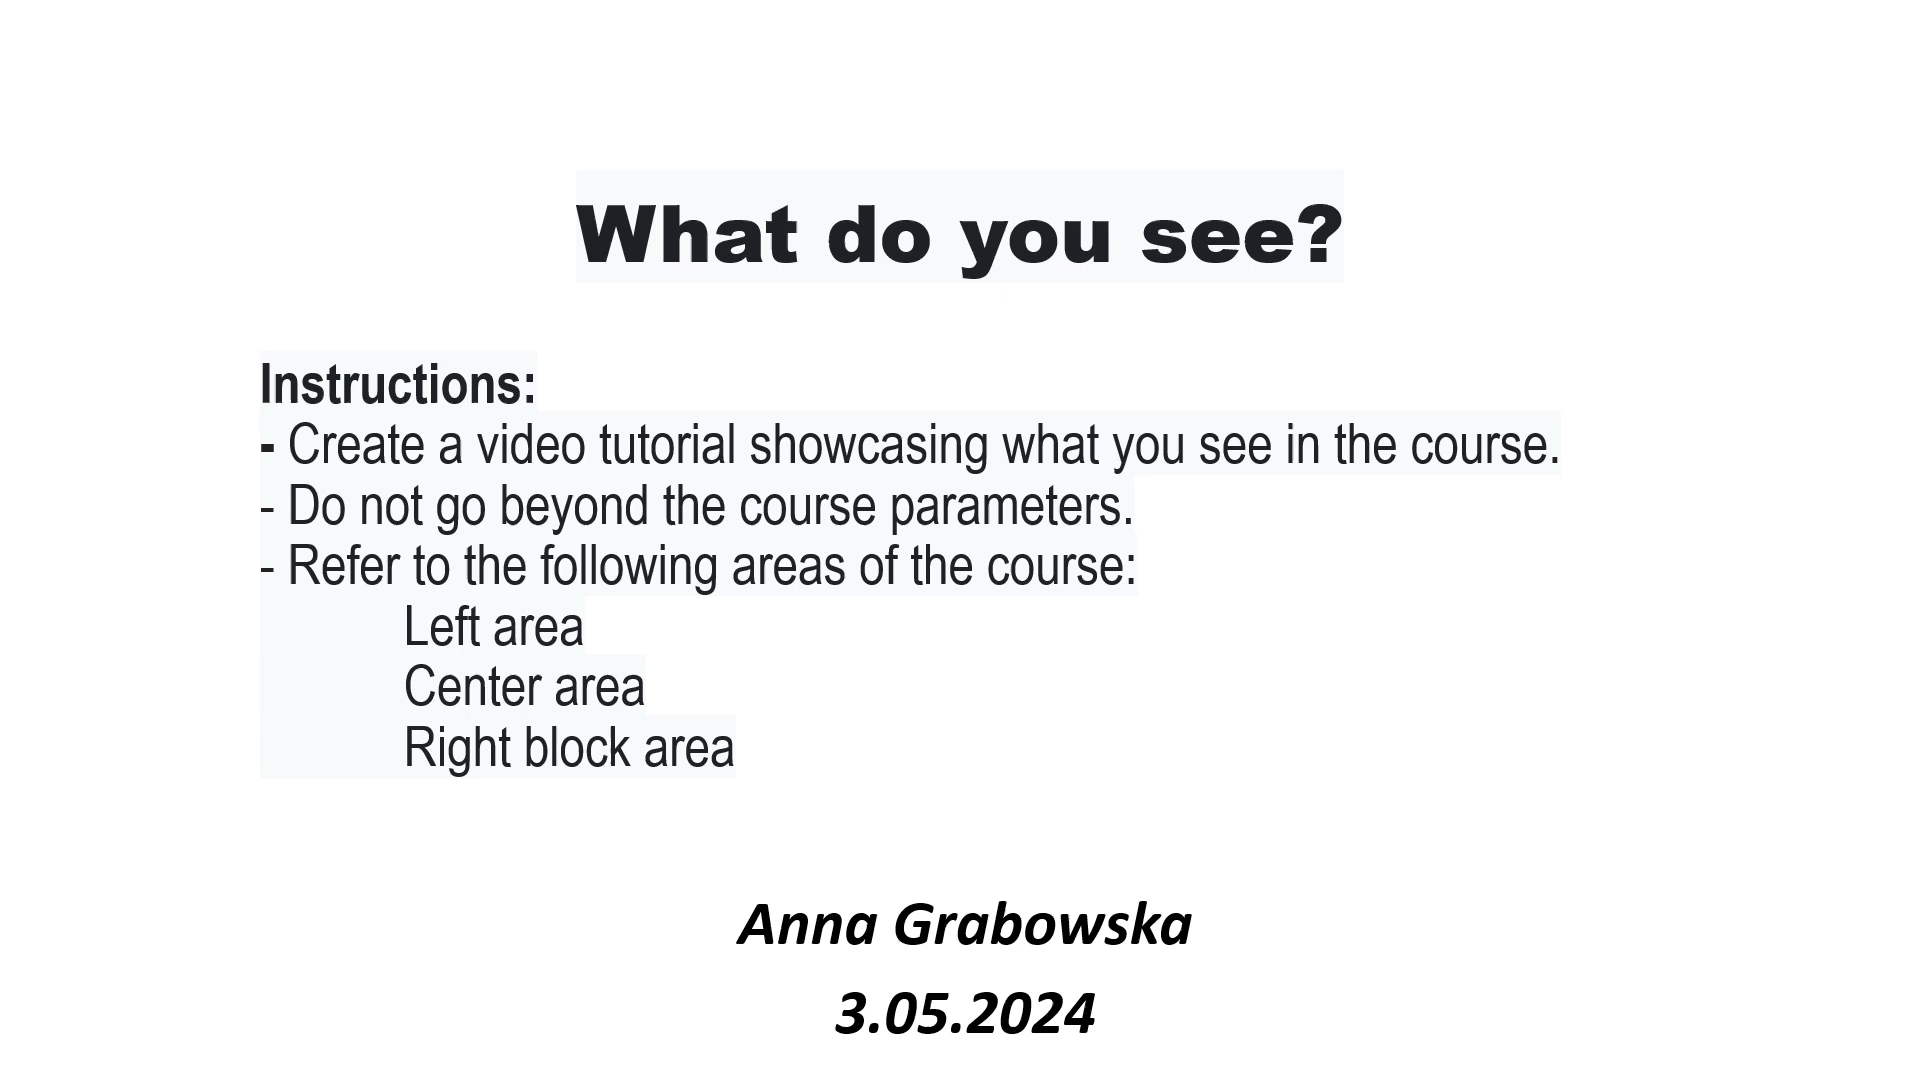 What do you see?
Instructions:
- Create a video tutorial showcasing what you see in the course.
- Do not go beyond the course parameters.
- Refer to the following areas of the course:
Left area
Center area
Right block area
Anna Grabowska
3.05.2024